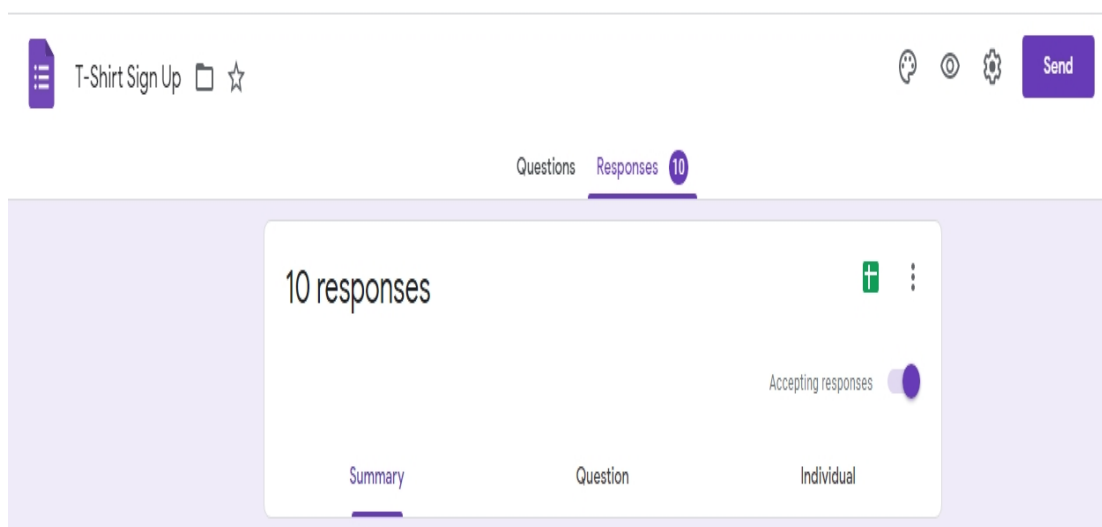 T-Shirt Sign Up
Send
Questions Responses 10
10 responses
Accepting responses
Summary Question Individual